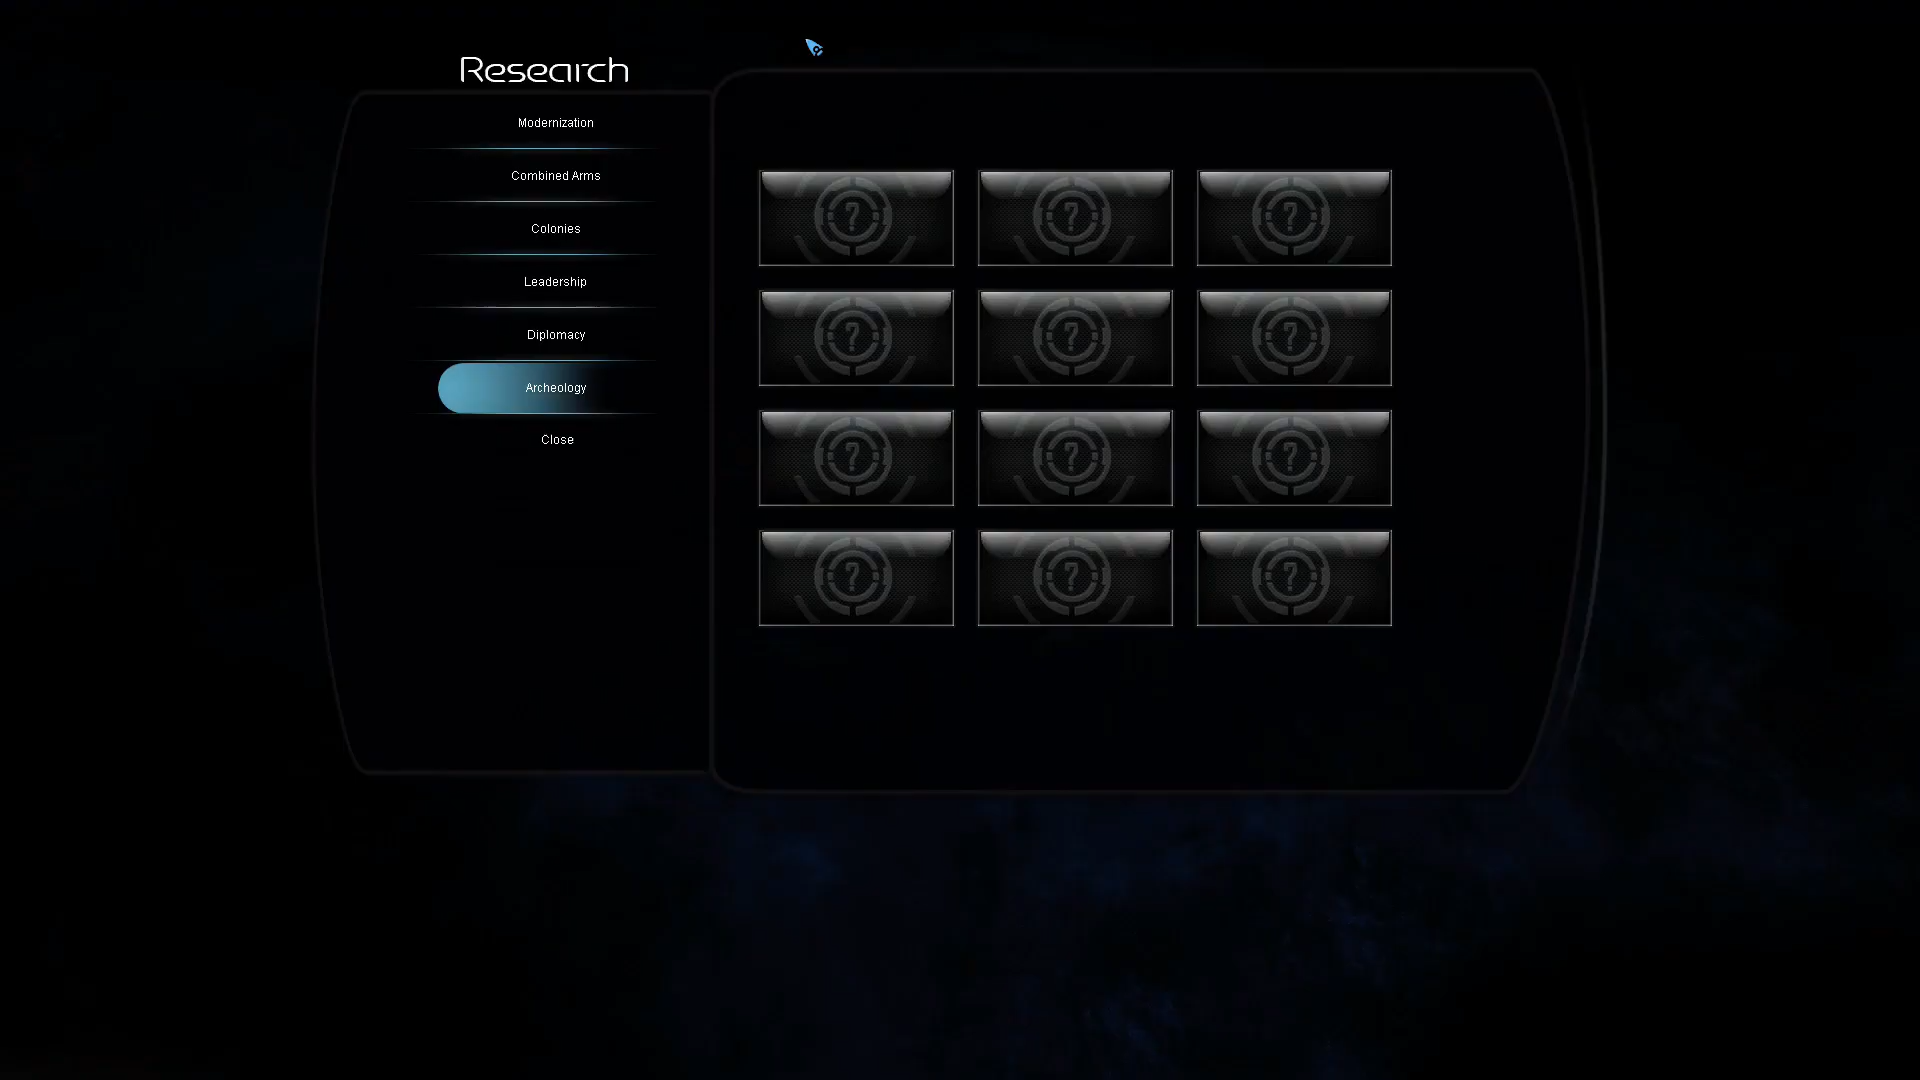 Research
Modernization
Combined Arms
Colonies
Leadership
Diplomacy
Archeology
Close
? ? ?
? ? ?
? ? ?
? ? ?